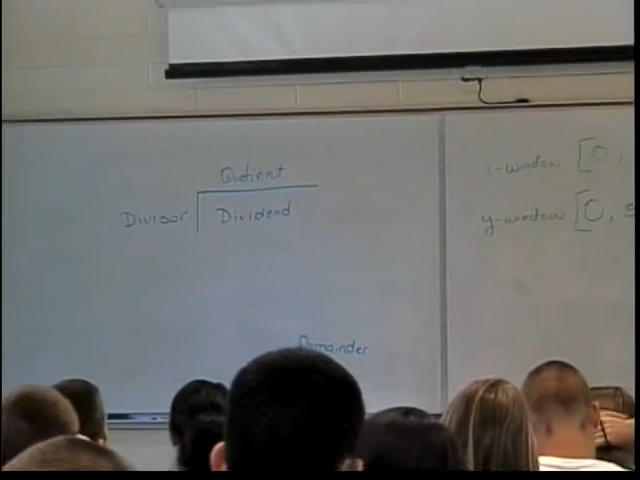 Quotient
Divisor Dividend
Remainder
x-window [0,
y-window [0,